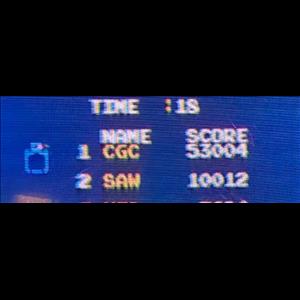 TIME :18
NAME SCORE
1 CGC 53004
2 SAW 10012